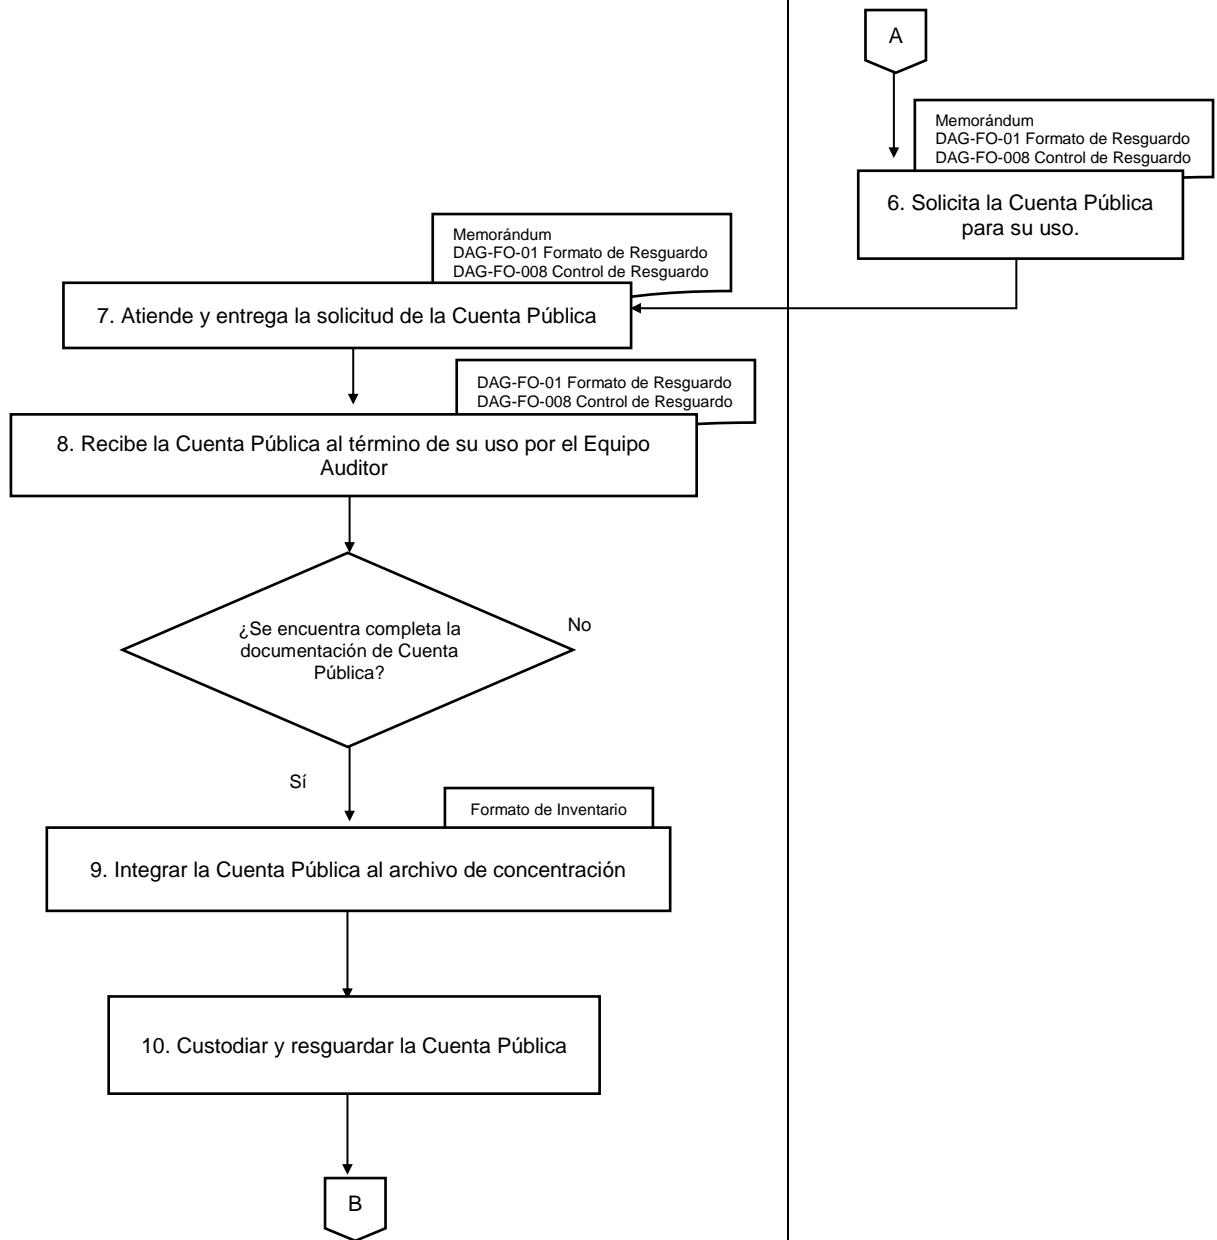 A
Memorándum
DAG-FO-01 Formato de Resguardo
DAG-FO-008 Control de Resguardo
6. Solicita la Cuenta Pública
para su uso.
Memorándum
DAG-FO-01 Formato de Resguardo
DAG-FO-008 Control de Resguardo
7. Atiende y entrega la solicitud de la Cuenta Pública
DAG-FO-01 Formato de Resguardo
DAG-FO-008 Control de Resguardo
8. Recibe la Cuenta Pública al término de su uso por el Equipo
Auditor
¿Se encuentra completa la
documentación de Cuenta
Pública?
No
Sí
Formato de Inventario
9. Integrar la Cuenta Pública al archivo de concentración
10. Custodiar y resguardar la Cuenta Pública
B